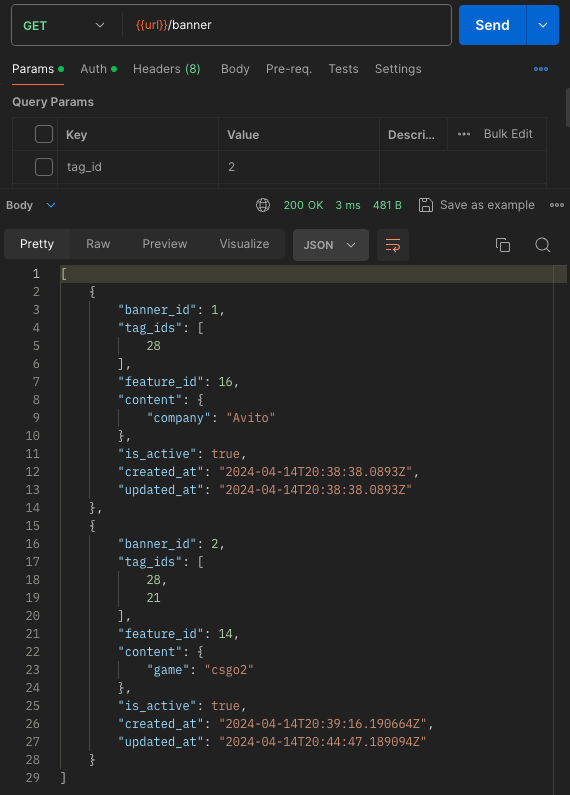 GET {{url}}/banner Send
Params Auth Headers (8) Body Pre-req. Tests Settings
Query Params
Key Value Descri... Bulk Edit
tag_id 2
Body 200 OK 3 ms 481 B Save as example
Pretty Raw Preview Visualize JSON
1 [
2 {
3 "banner_id": 1,
4 "tag_ids": [
5 28
6 ],
7 "feature_id": 16,
8 "content": {
9 "company": "Avito"
10 },
11 "is_active": true,
12 "created_at": "2024-04-14T20:38:38.0893Z",
13 "updated_at": "2024-04-14T20:38:38.0893Z"
14 },
15 {
16 "banner_id": 2,
17 "tag_ids": [
18 28,
19 21
20 ],
21 "feature_id": 14,
22 "content": {
23 "game": "csgo2"
24 },
25 "is_active": true,
26 "created_at": "2024-04-14T20:39:16.190664Z",
27 "updated_at": "2024-04-14T20:44:47.189094Z"
28 }
29 ]